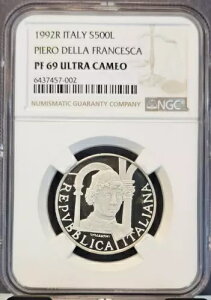 1992R ITALY S500L
PIERO DELLA FRANCESCA
PF 69 ULTRA CAMEO
6437457-002
NUMISMATIC GUARANTY COMPANY
NGC
REPVBBLICA ITALIANA